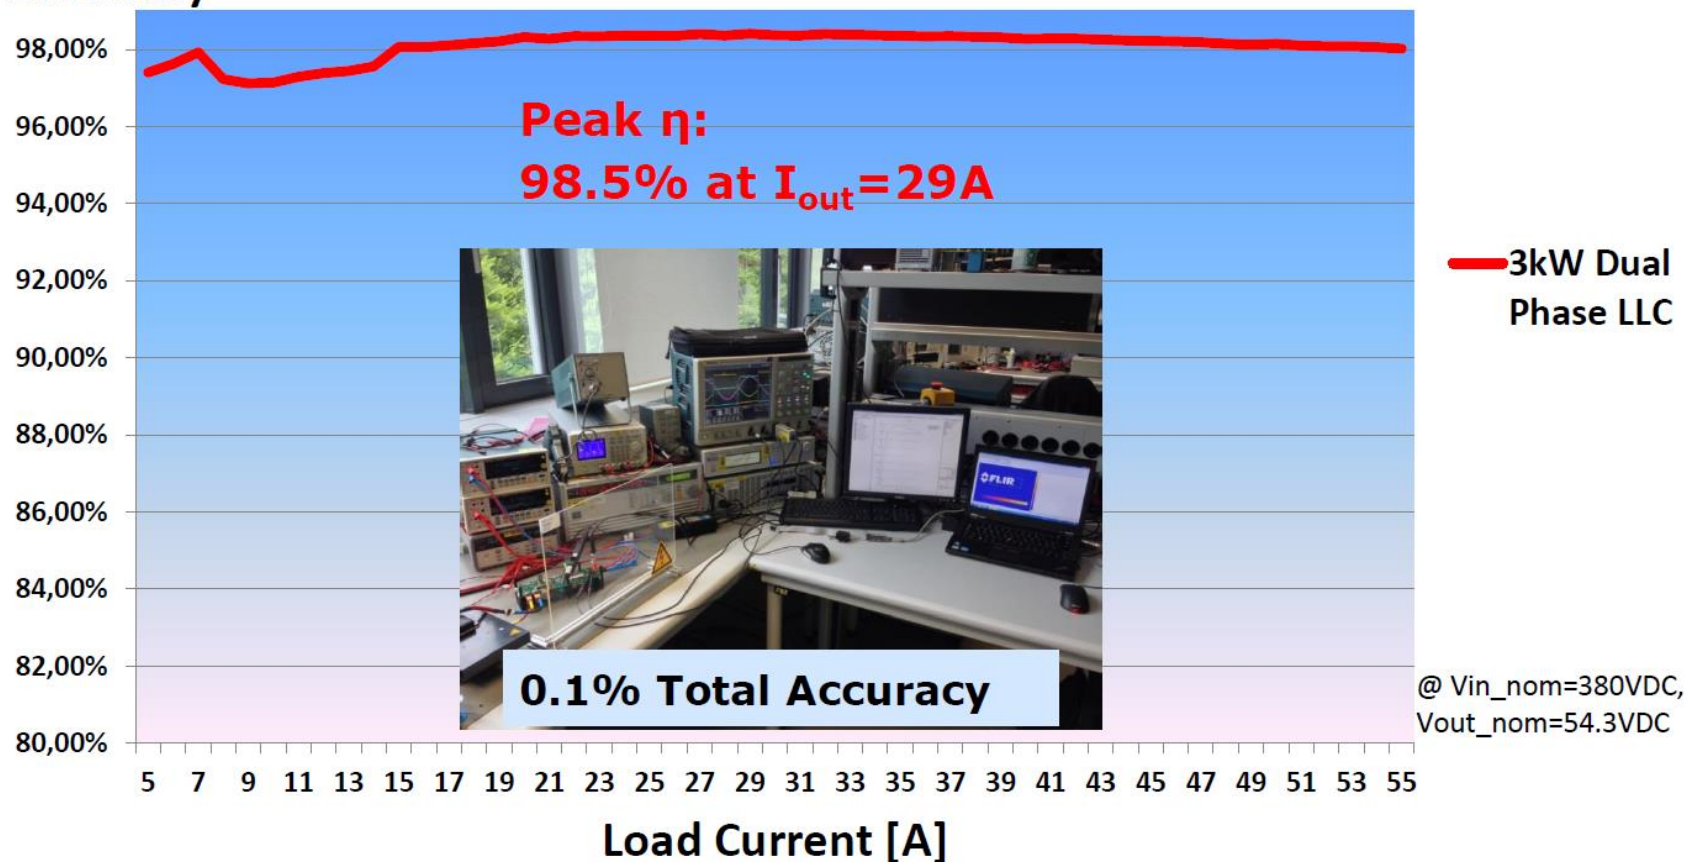 98,00%
96,00%
94,00%
92,00%
90,00%
88,00%
86,00%
84,00%
82,00%
80,00%
Peak η:
98.5% at Iout=29A
FLIR
0.1% Total Accuracy
3kW Dual
Phase LLC
@ Vin_nom=380VDC,
Vout_nom=54.3VDC
5 7 9 11 13 15 17 19 21 23 25 27 29 31 33 35 37 39 41 43 45 47 49 51 53 55
Load Current [A]